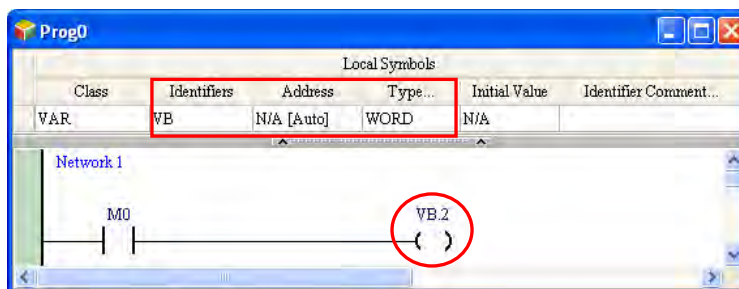 Prog0
Local Symbols
Class Identifiers Address Type... Initial Value Identifier Comment...
VAR VB N/A [Auto] WORD N/A
Network 1
M0 VB.2